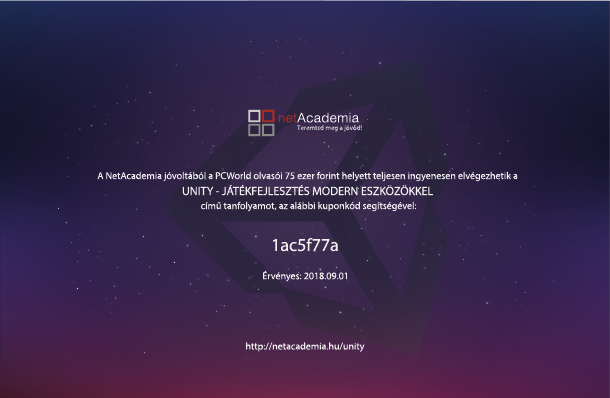 netAcademia
Teremtsd meg a jövőd!
A NetAcademia jóvoltából a PCWorld olvasói 75 ezer forint helyett teljesen ingyenesen elvégezhetik a
UNITY - JÁTÉKFEJLESZTÉS MODERN ESZKÖZÖKKEL
című tanfolyamot, az alábbi kuponkód segítségével:
1ac5f77a
Érvényes: 2018.09.01
http://netacademia.hu/unity